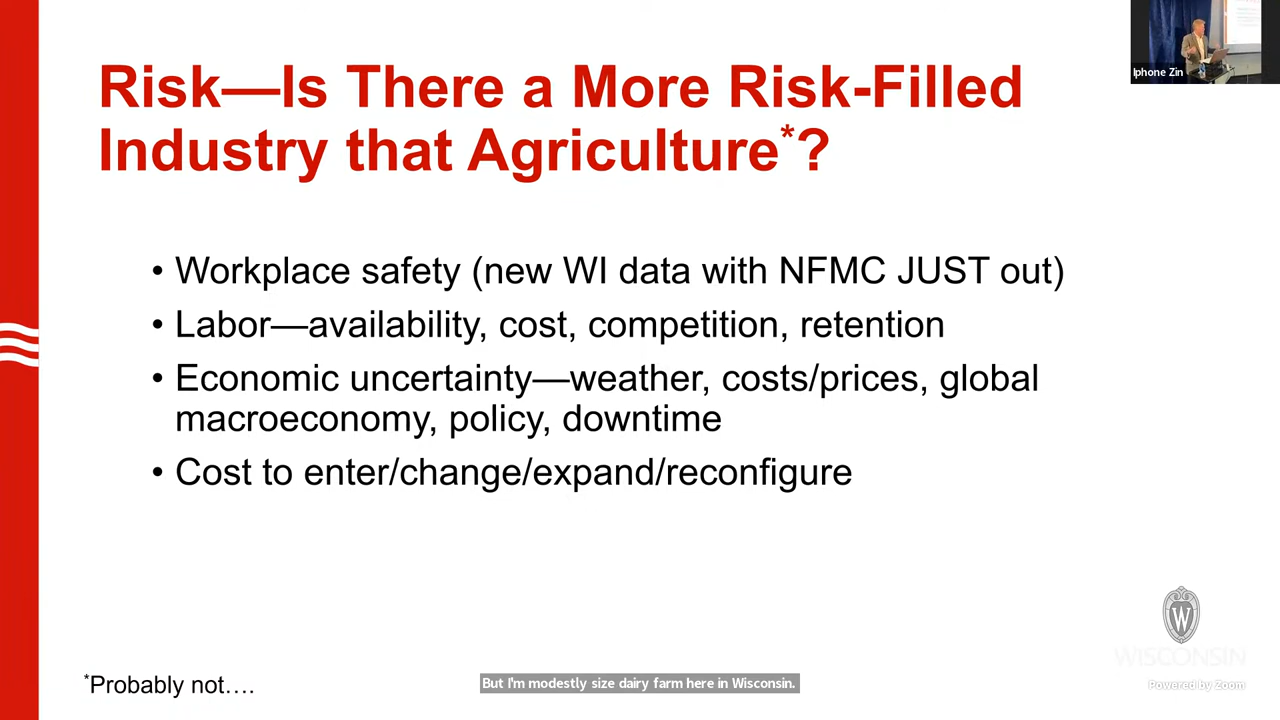 Risk—Is There a More Risk-Filled
Industry that Agriculture*?
Iphone Zin
• Workplace safety (new WI data with NFMC JUST out)
• Labor—availability, cost, competition, retention
• Economic uncertainty—weather, costs/prices, global
macroeconomy, policy, downtime
• Cost to enter/change/expand/reconfigure
W
WISCONSIN
Powered by Zoom
*Probably not….
But I'm modestly size dairy farm here in Wisconsin.